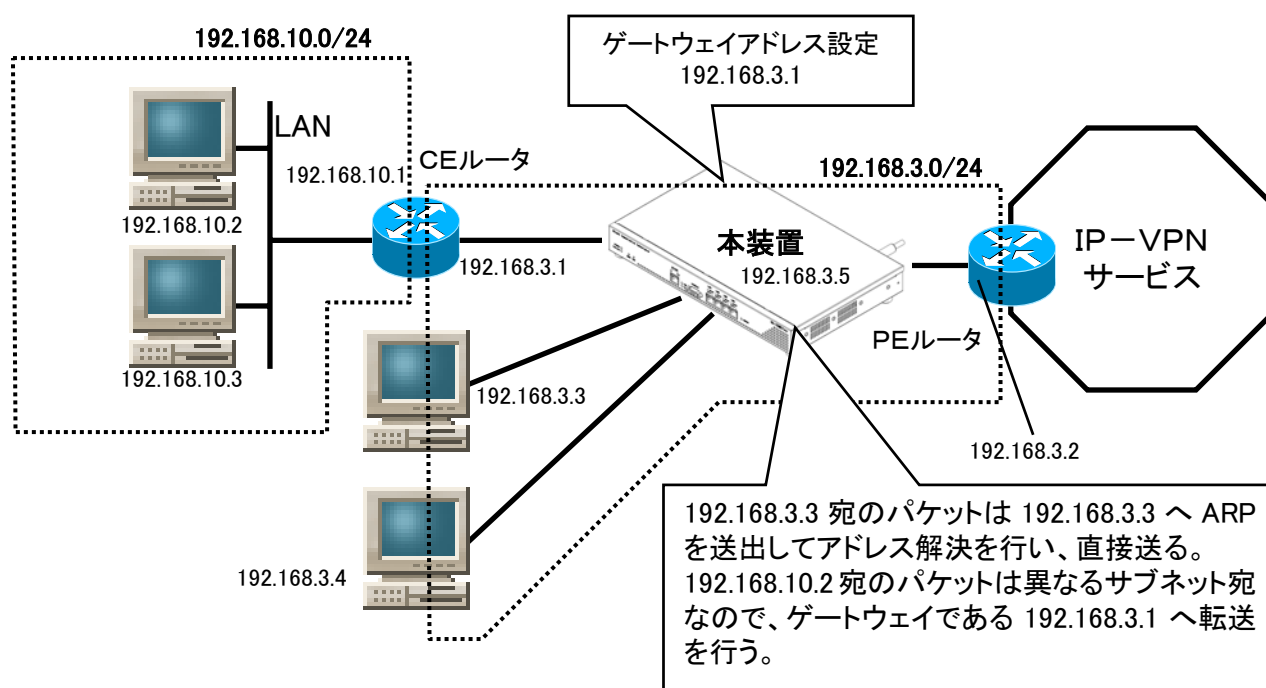 192.168.10.0/24
ゲートウェイアドレス設定
192.168.3.1
LAN
192.168.10.1
CEルータ
192.168.3.0/24
192.168.10.2
192.168.3.1
本装置
192.168.3.5
IP-VPN
サービス
PEルータ
192.168.10.3
192.168.3.3
192.168.3.2
192.168.3.4
192.168.3.3 宛のパケットは 192.168.3.3 へ ARP
を送出してアドレス解決を行い、直接送る。
192.168.10.2 宛のパケットは異なるサブネット宛
なので、ゲートウェイである 192.168.3.1 へ転送
を行う。